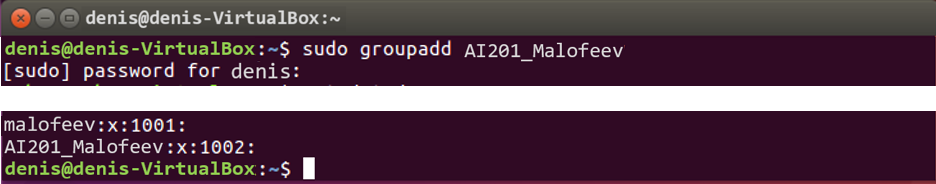 denis@denis-VirtualBox:~
denis@denis-VirtualBox:~$ sudo groupadd AI201_Malofeev
[sudo] password for denis:
malofeev:x:1001:
AI201_Malofeev:x:1002:
denis@denis-VirtualBox:~$